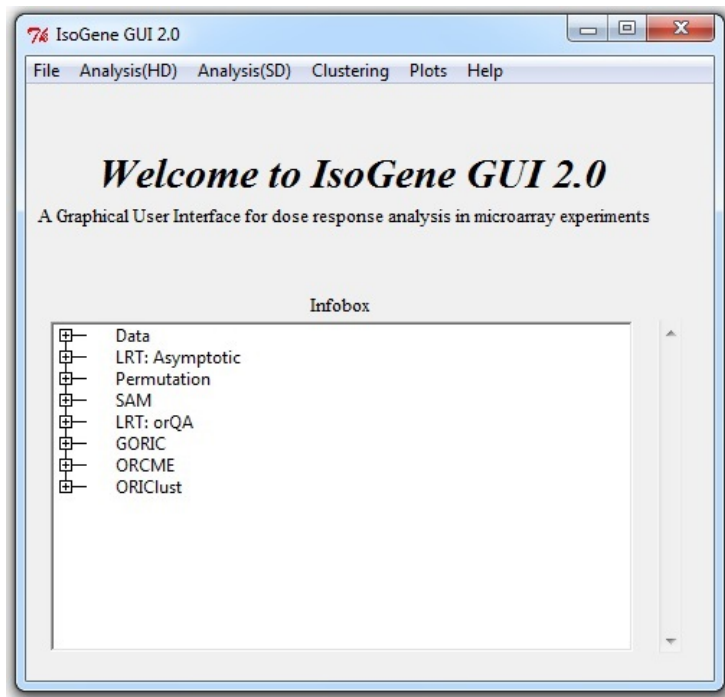 IsoGene GUI 2.0
File Analysis(HD) Analysis(SD) Clustering Plots Help
Welcome to IsoGene GUI 2.0
A Graphical User Interface for dose response analysis in microarray experiments
Infobox
Data
LRT: Asymptotic
Permutation
SAM
LRT: orQA
GORIC
ORCME
ORIClust